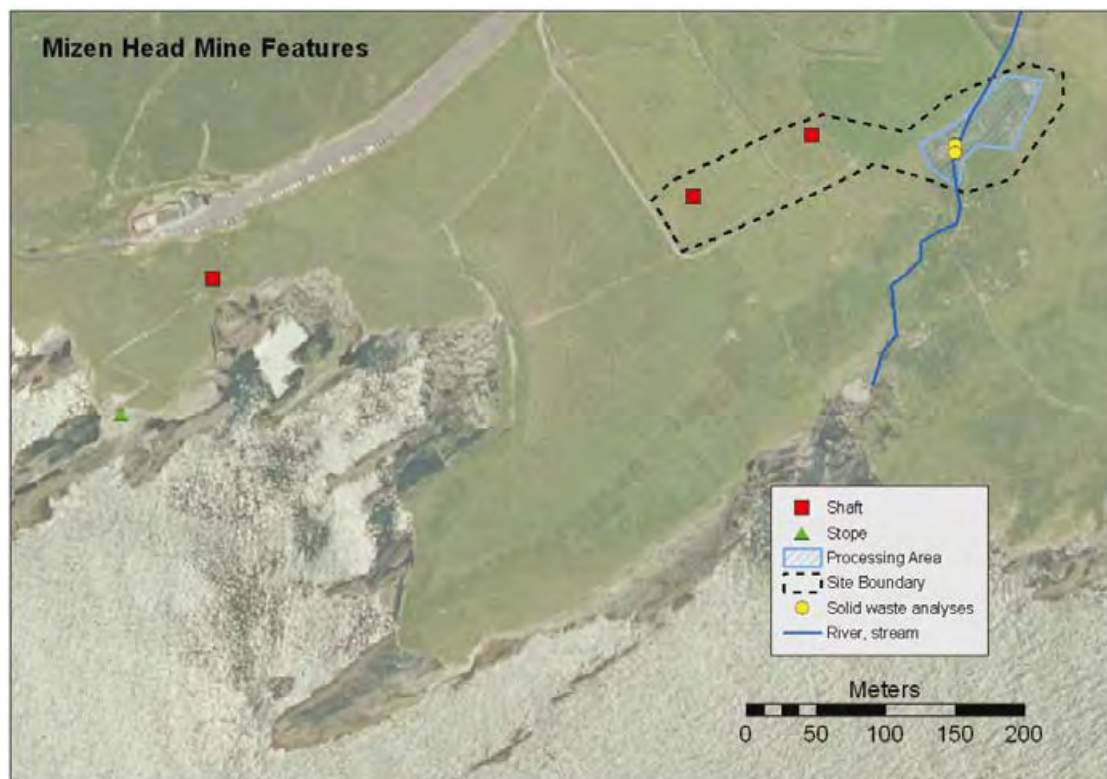 Mizen Head Mine Features
Shaft
Stope
Processing Area
Site Boundary
Solid waste analyses
River, stream
Meters
0 50 100 150 200